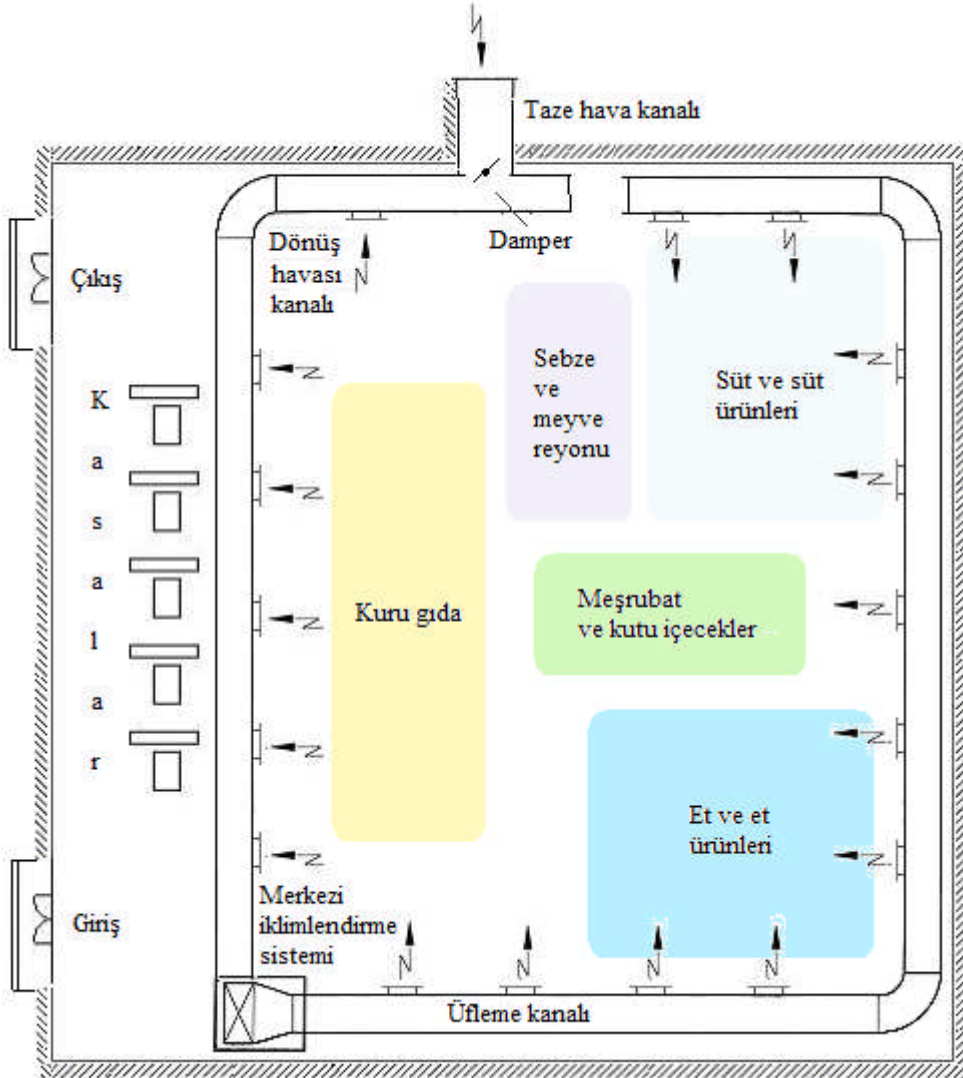 Taze hava kanalı
Damper
Dönüş
havası
kanalı
Çıkış
Sebze
ve
meyve
reyonu
Süt ve süt
ürünleri
K
a
s
a
l
a
r
Kuru gıda
Meşrubat
ve kutu içecekler
Et ve et
ürünleri
Giriş
Merkezi
iklimlendirme
sistemi
Üfleme kanalı